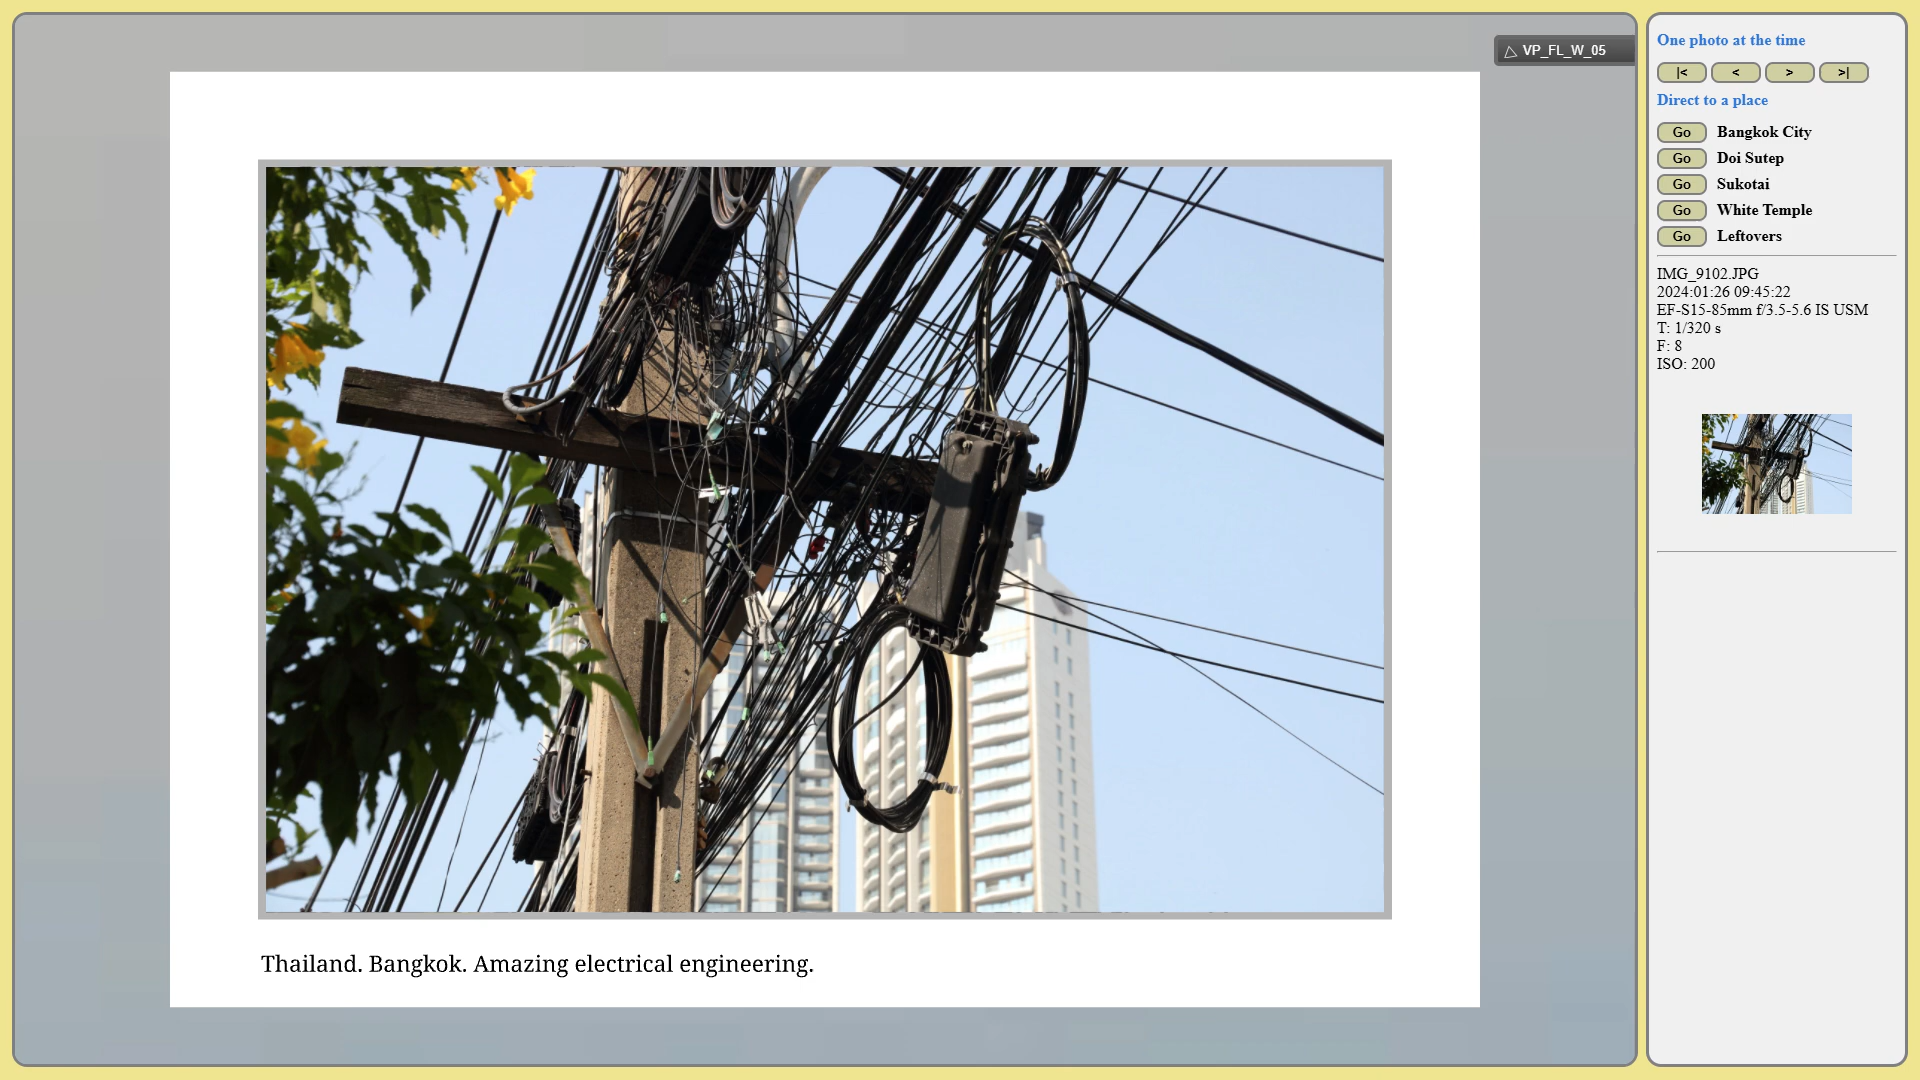 VP_FL_W_05
Thailand. Bangkok. Amazing electrical engineering.
One photo at the time
|< < > >|
Direct to a place
Go Bangkok City
Go Doi Sutep
Go Sukotai
Go White Temple
Go Leftovers
IMG_9102.JPG
2024:01:26 09:45:22
EF-S15-85mm f/3.5-5.6 IS USM
T: 1/320 s
F: 8
ISO: 200